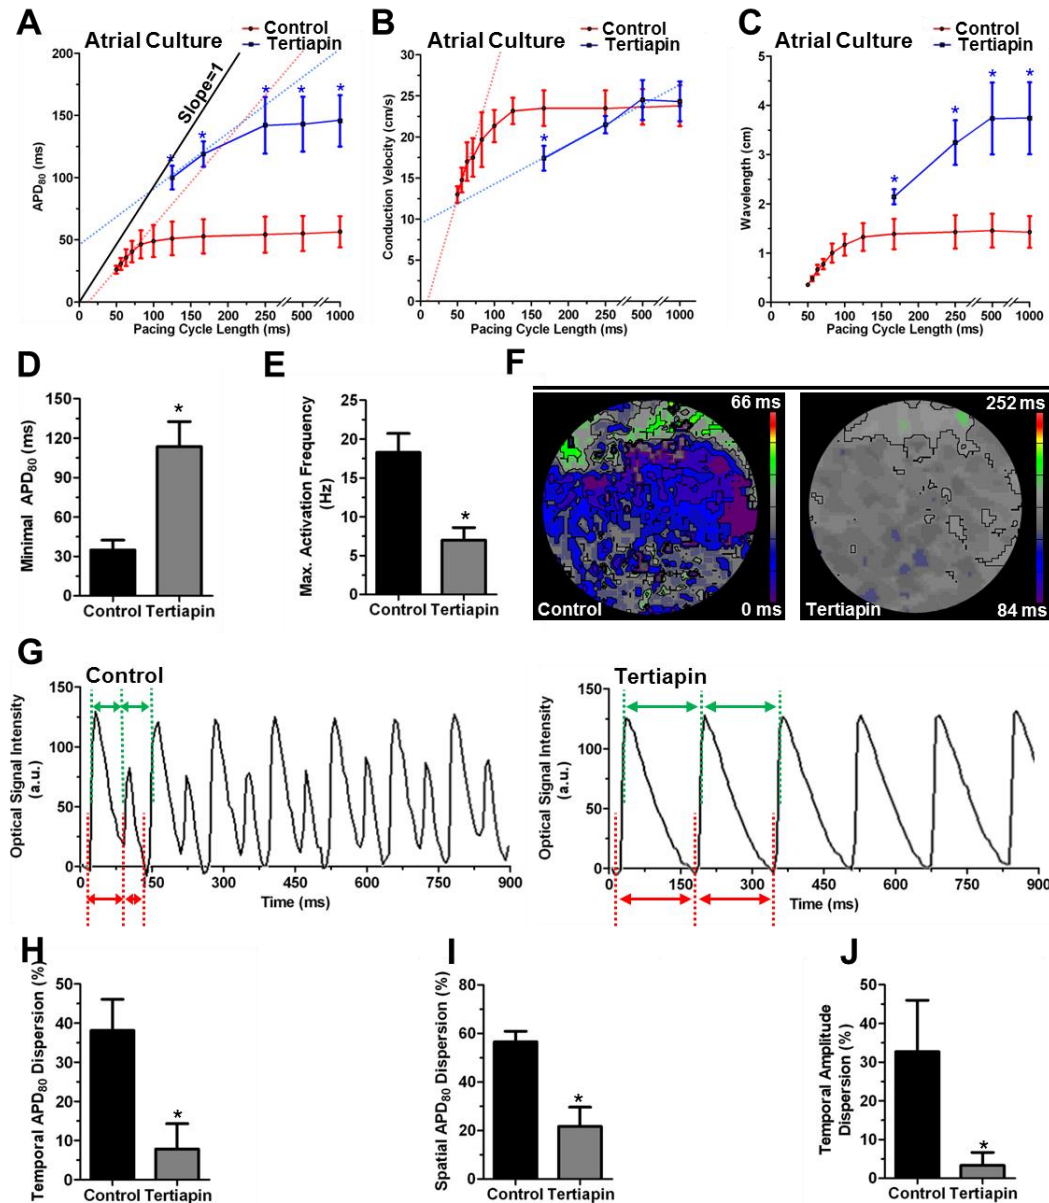 A
Atrial Culture
Control
Tertiapin
Slope=1
APD80 (ms)
200
150
100
50
0
0 50 100 150 200 250 500 1000
Pacing Cycle Length (ms)
B
Atrial Culture
Control
Tertiapin
Conduction Velocity (cm/s)
30
25
20
15
10
5
0
0 50 100 150 200 250 500 1000
Pacing Cycle Length (ms)
C
Atrial Culture
Control
Tertiapin
Wavelength (cm)
5
4
3
2
1
0
0 50 100 150 200 250 500 1000
Pacing Cycle Length (ms)
D
Minimal APD80 (ms)
150
120
90
60
30
0
*
Control Tertiapin
E
Max. Activation Frequency
(Hz)
25
20
15
10
5
0
*
Control Tertiapin
F
66 ms
Control
0 ms
252 ms
Tertiapin
84 ms
G
Control
Optical Signal Intensity
(a.u.)
150
125
100
75
50
25
0
0 150 300 450 600 750 900
Time (ms)
Tertiapin
Optical Signal Intensity
(a.u.)
150
125
100
75
50
25
0
0 150 300 450 600 750 900
Time (ms)
H
Temporal APD80 Dispersion (%)
50
40
30
20
10
0
*
Control Tertiapin
I
Spatial APD80 Dispersion (%)
80
60
40
20
0
*
Control Tertiapin
J
Temporal Amplitude
Dispersion (%)
50
40
30
20
10
0
*
Control Tertiapin